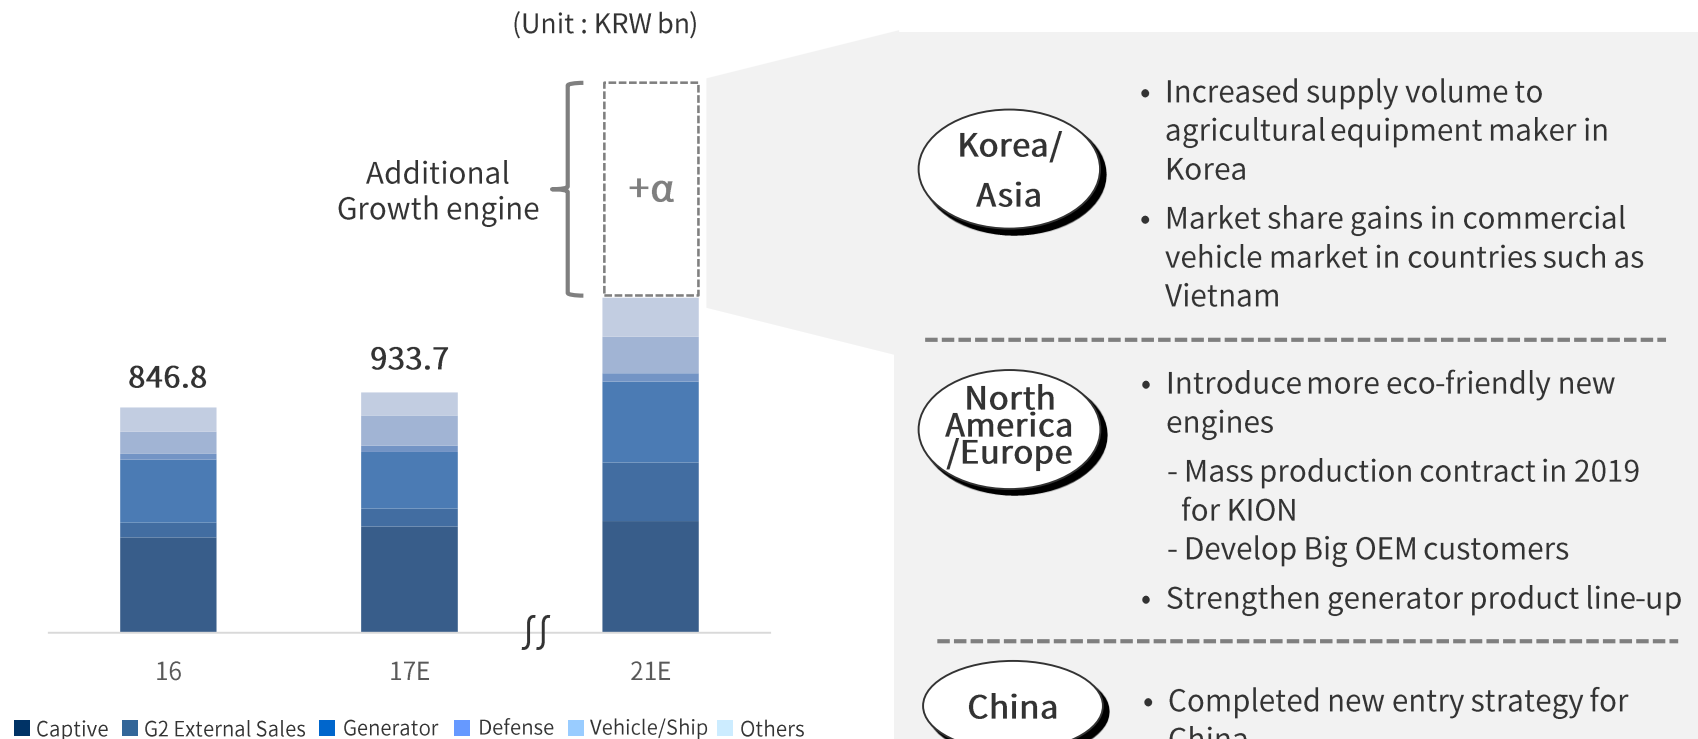 (Unit : KRW bn)
Additional
Growth engine
+α
846.8
933.7
16
17E
21E
Captive
G2 External Sales
Generator
Defense
Vehicle/Ship
Others
Korea/
Asia
• Increased supply volume to
agricultural equipment maker in
Korea
• Market share gains in commercial
vehicle market in countries such as
Vietnam
North
America
/Europe
• Introduce more eco-friendly new
engines
- Mass production contract in 2019
for KION
- Develop Big OEM customers
• Strengthen generator product line-up
China
• Completed new entry strategy for
China